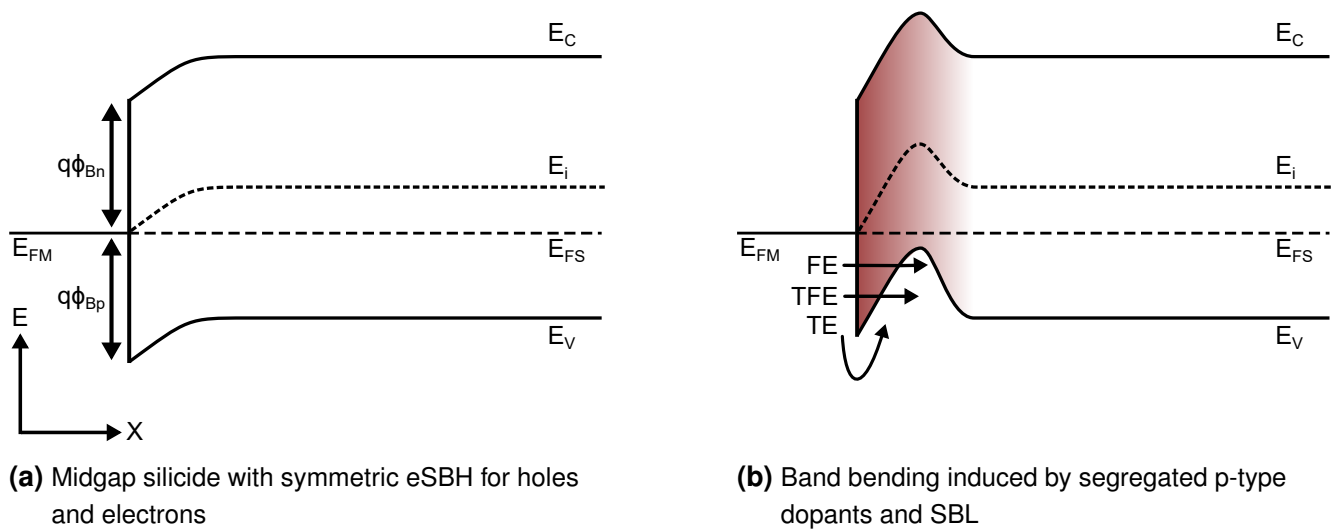 E_C
qϕ_Bn
E_i
E_FM
E_FS
qϕ_Bp
E
E_V
X
(a) Midgap silicide with symmetric eSBH for holes
and electrons
E_C
E_i
E_FM
E_FS
FE
TFE
TE
E_V
(b) Band bending induced by segregated p-type
dopants and SBL